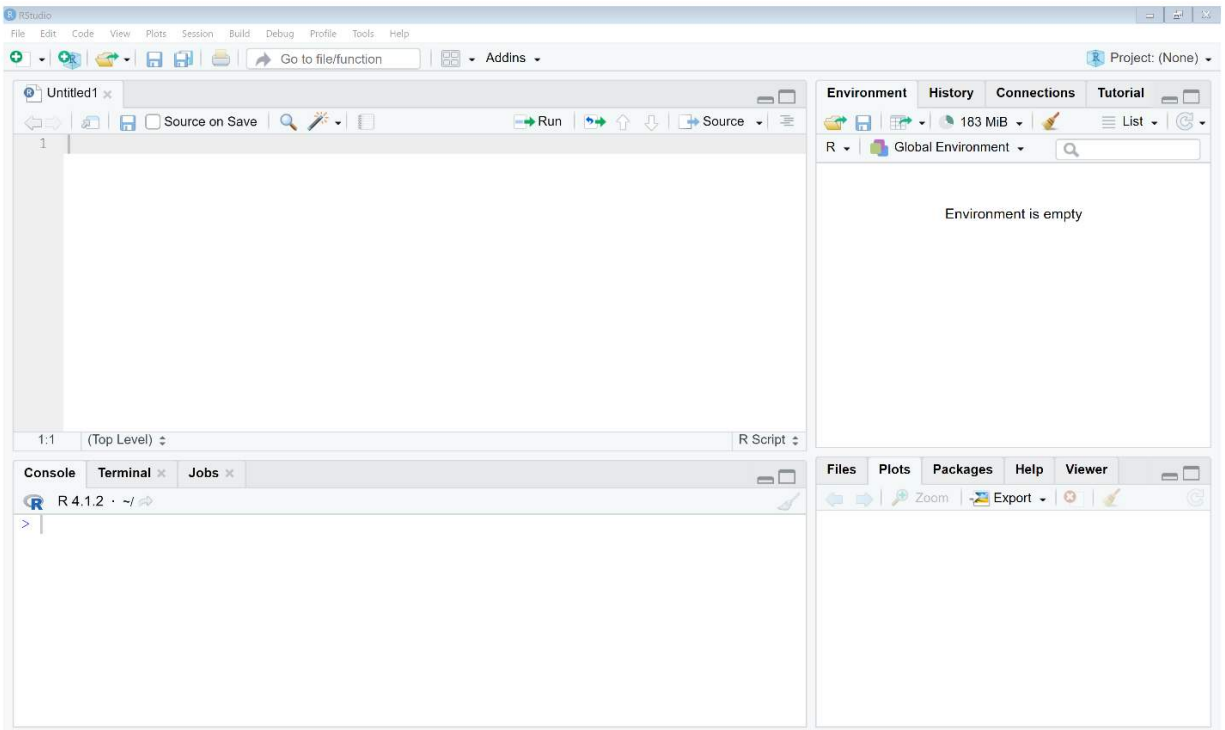 RStudio
File Edit Code View Plots Session Build Debug Profile Tools Help
Go to file/function Addins Project: (None)
Untitled1
Source on Save Run Source
1
1:1 (Top Level) R Script
Console Terminal Jobs
R 4.1.2 · ~/
>
Environment History Connections Tutorial
183 MiB List
R Global Environment
Environment is empty
Files Plots Packages Help Viewer
Zoom Export